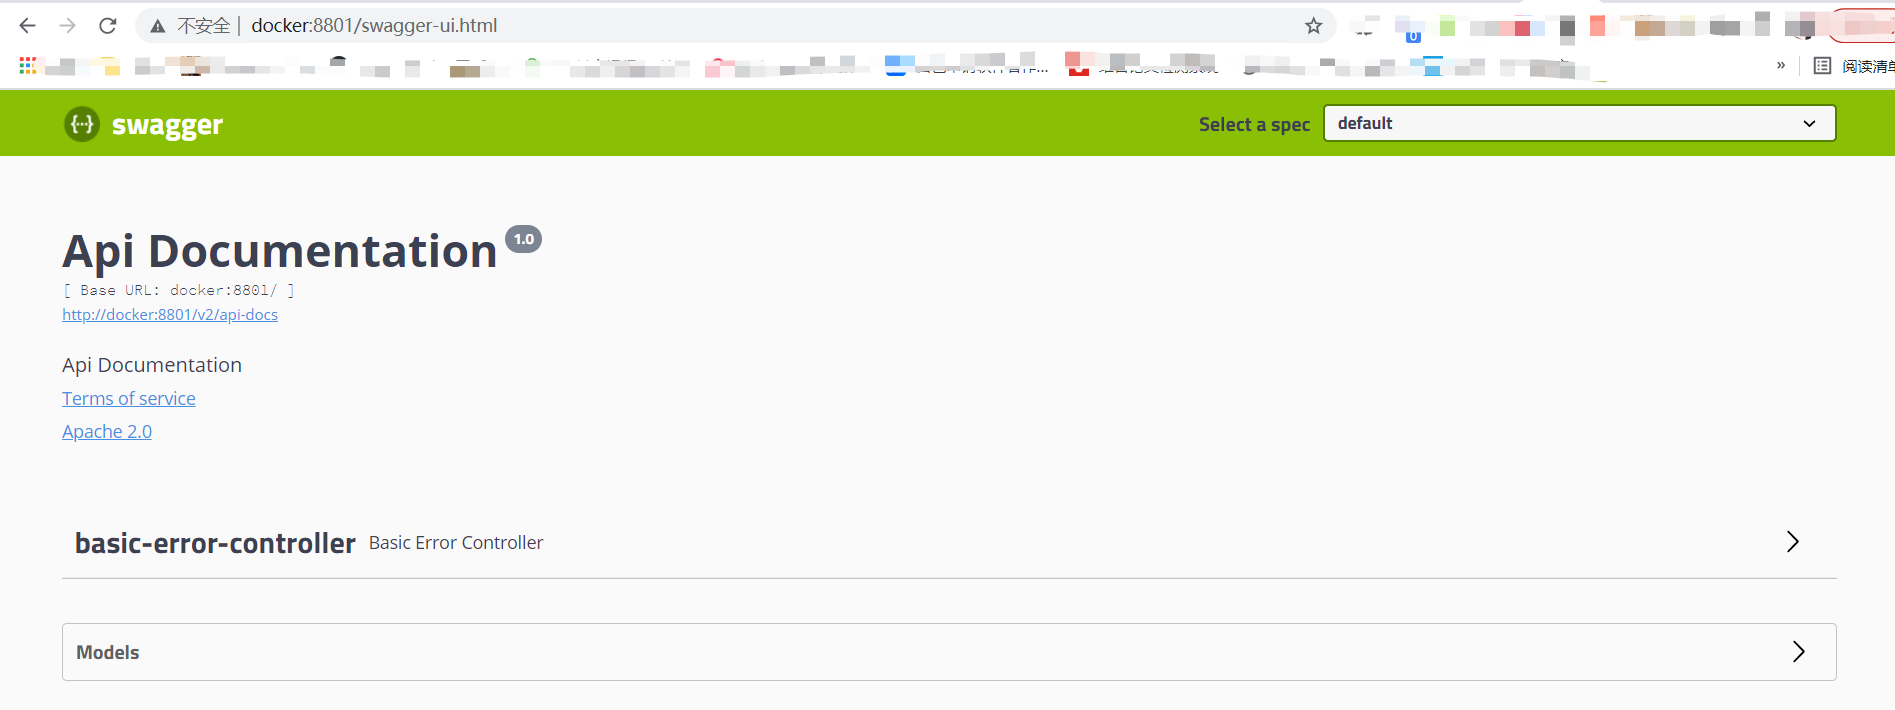 不安全 docker:8801/swagger-ui.html
0
» 阅读清单
swagger Select a spec default
Api Documentation 1.0
[ Base URL: docker:8801/ ]
http://docker:8801/v2/api-docs
Api Documentation
Terms of service
Apache 2.0
basic-error-controller Basic Error Controller
Models